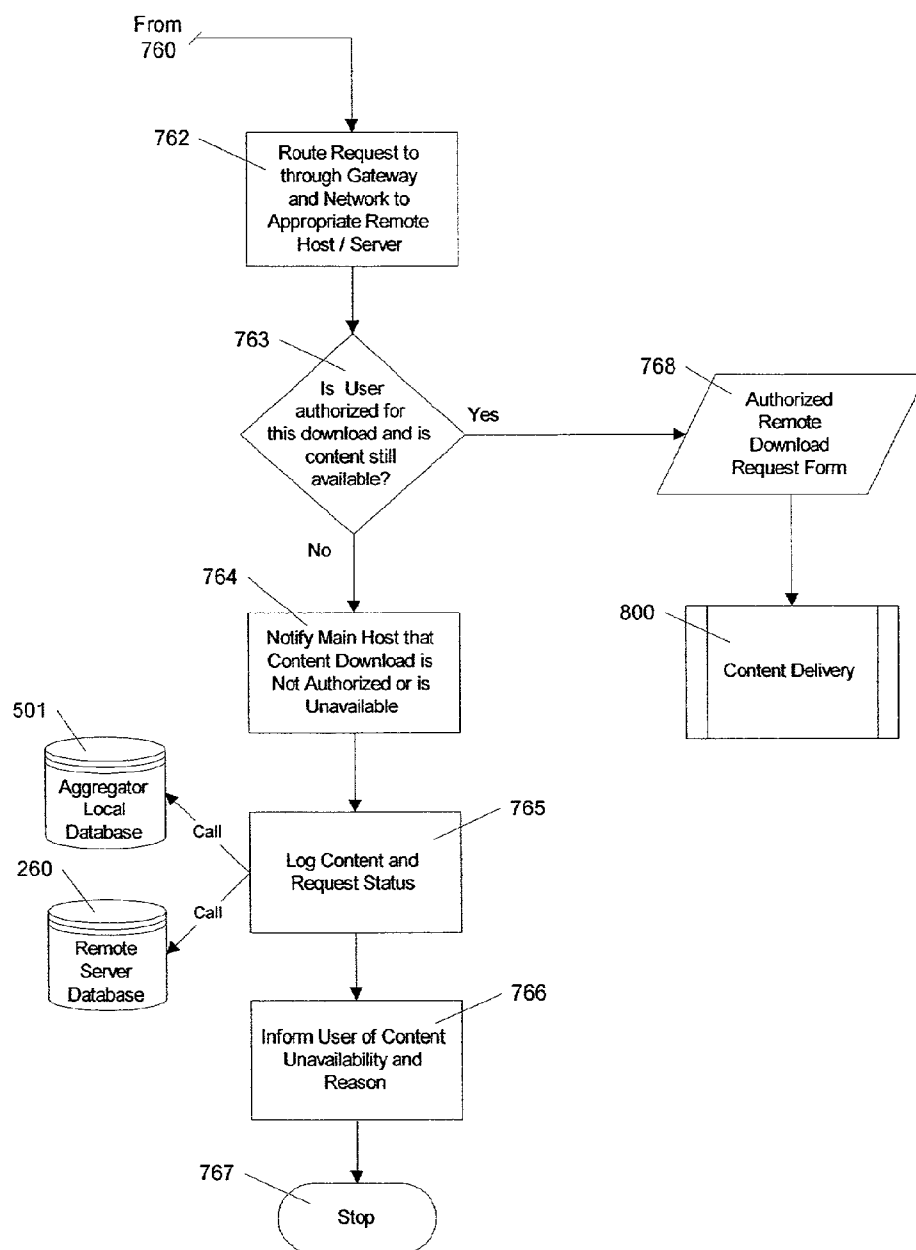 From
760
762
Route Request to
through Gateway
and Network to
Appropriate Remote
Host / Server
763
Is User
authorized for
this download and is
content still
available?
Yes
768
Authorized
Remote
Download
Request Form
No
764
Notify Main Host that
Content Download is
Not Authorized or is
Unavailable
800
Content Delivery
501
Aggregator
Local
Database
Call
765
Log Content and
Request Status
260
Call
Remote
Server
Database
766
Inform User of Content
Unavailability and
Reason
767
Stop